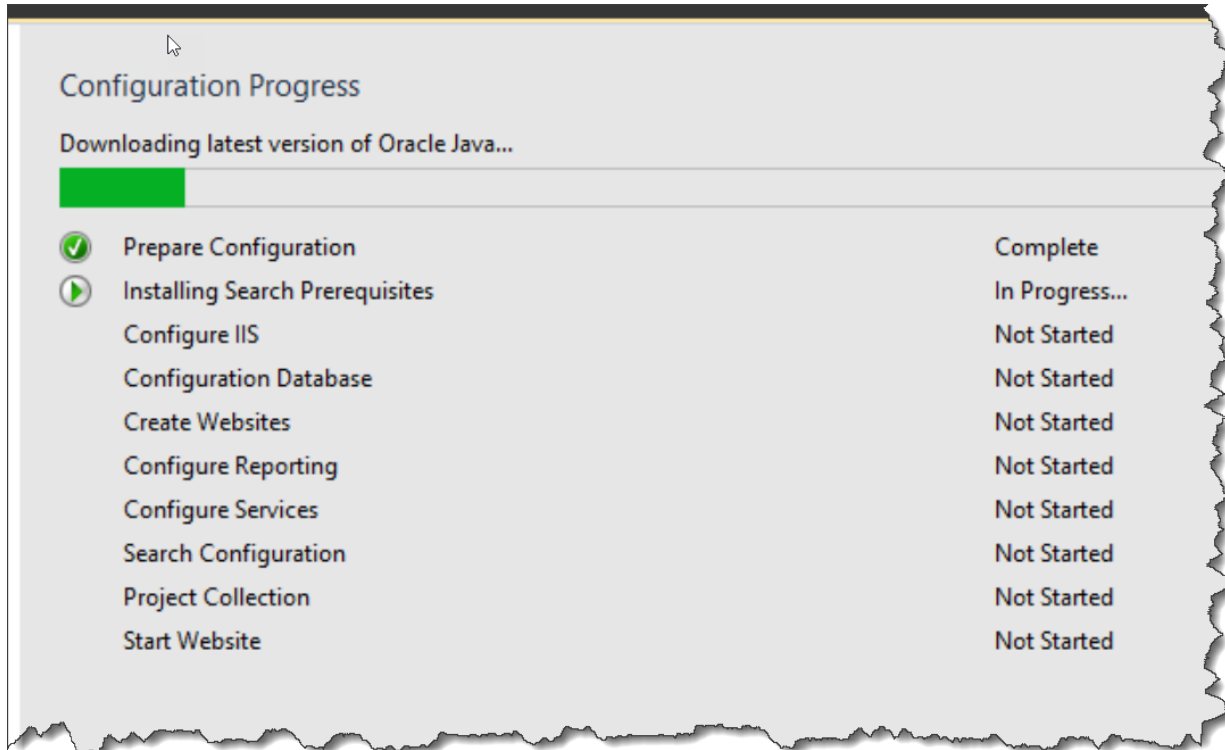 Configuration Progress
Downloading latest version of Oracle Java...
Prepare Configuration Complete
Installing Search Prerequisites In Progress...
Configure IIS Not Started
Configuration Database Not Started
Create Websites Not Started
Configure Reporting Not Started
Configure Services Not Started
Search Configuration Not Started
Project Collection Not Started
Start Website Not Started